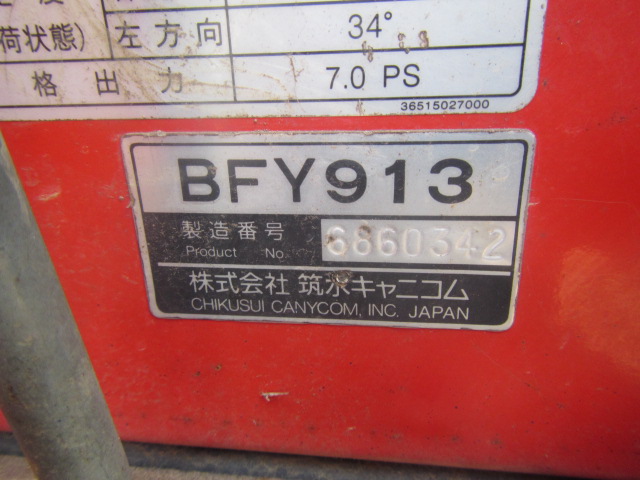 荷状態) 左方向 34°
格出力 7.0 PS
36515027000
BFY913
製造番号
Product No. 6860342
株式会社 筑水キャニコム
CHIKUSUI CANYCOM, INC. JAPAN